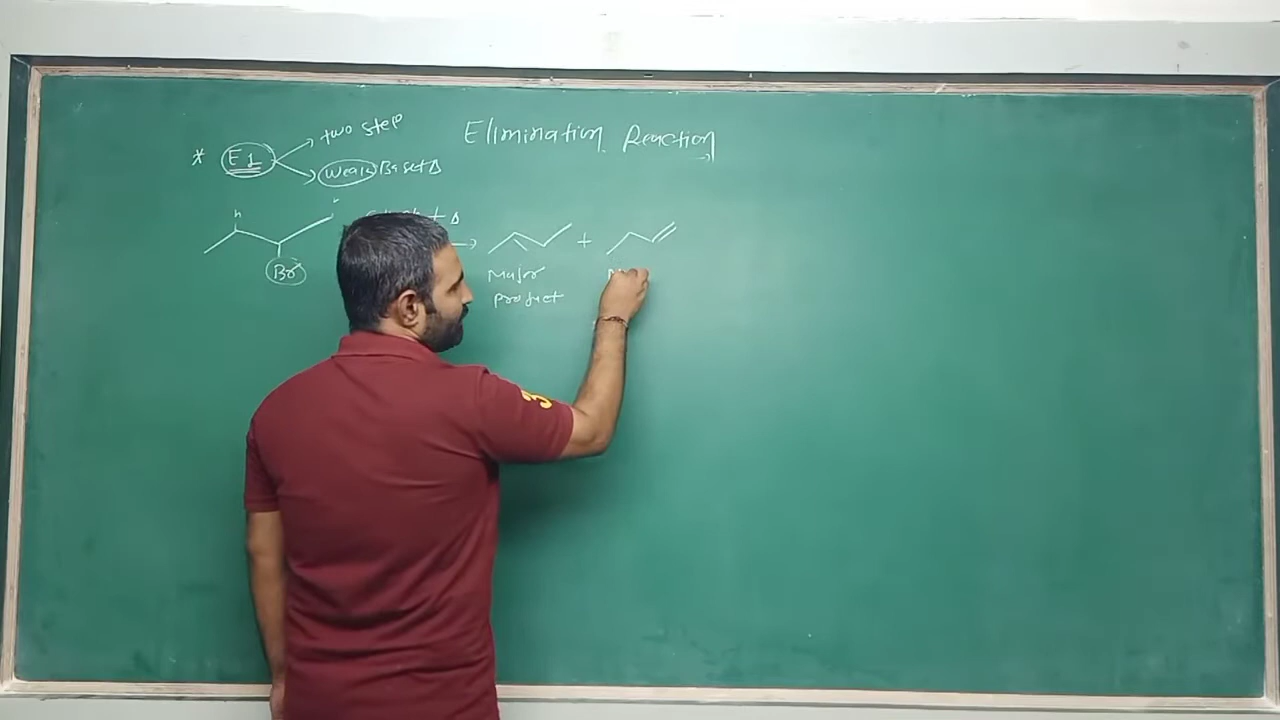 Elimination Reaction
* E1 two step
Weak Base + Δ
H
Br
+ Δ
+
Major
Product